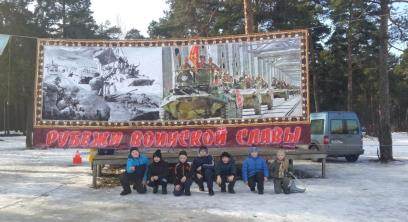 РУБЕЖИ ВОИНСКОЙ СЛАВЫ